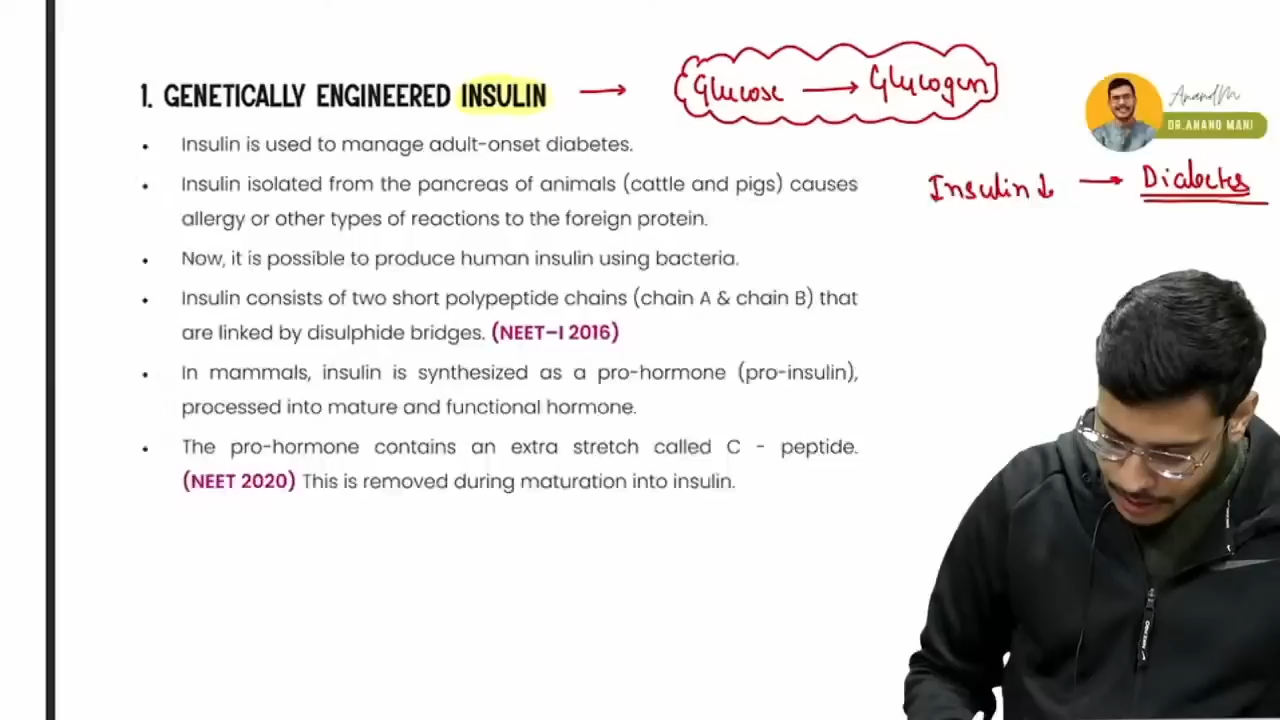 1. GENETICALLY ENGINEERED INSULIN → Glucose → Glycogen
AnandM
DR.ANAND MANI
• Insulin is used to manage adult-onset diabetes.
Insulin↓ → Diabetes
• Insulin isolated from the pancreas of animals (cattle and pigs) causes
allergy or other types of reactions to the foreign protein.
• Now, it is possible to produce human insulin using bacteria.
• Insulin consists of two short polypeptide chains (chain A & chain B) that
are linked by disulphide bridges. (NEET–I 2016)
• In mammals, insulin is synthesized as a pro-hormone (pro-insulin),
processed into mature and functional hormone.
• The pro-hormone contains an extra stretch called C - peptide.
(NEET 2020) This is removed during maturation into insulin.